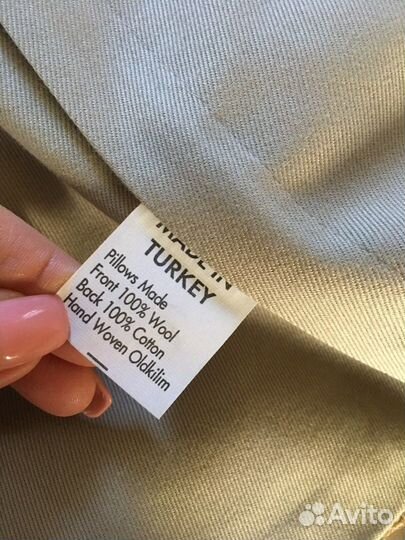 MADE IN
TURKEY
Pillows Made
Front 100% Wool
Back 100% Cotton
Hand Woven Oldkilim
Avito